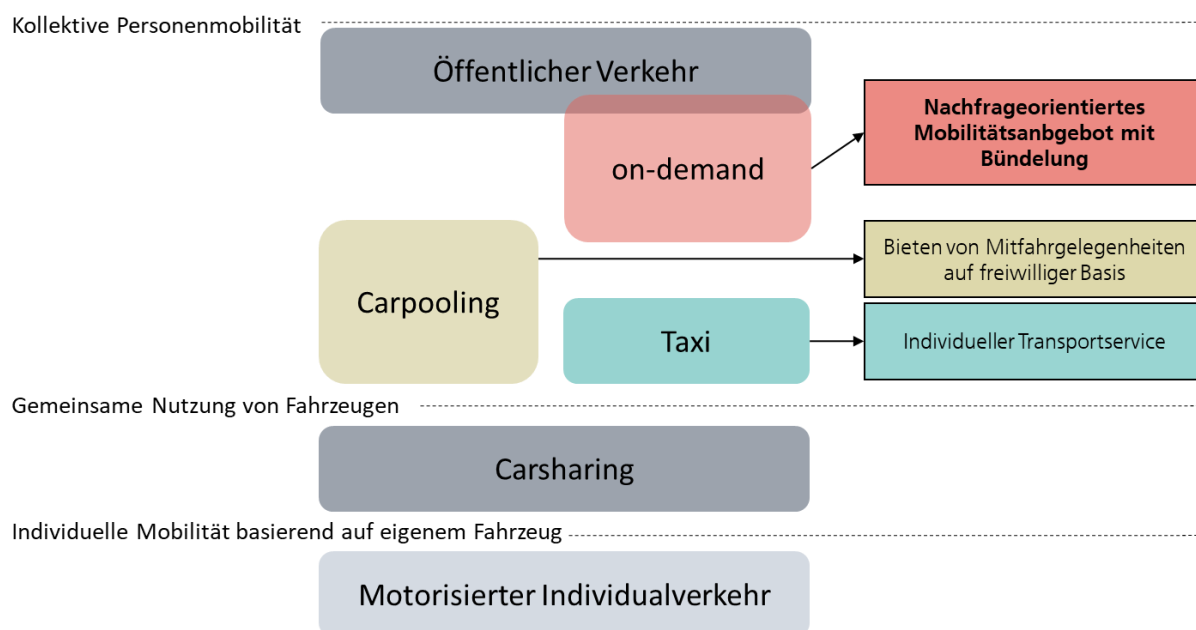 Kollektive Personenmobilität
Öffentlicher Verkehr
on-demand
Nachfrageorientiertes
Mobilitätsanbgebot mit
Bündelung
Carpooling
Bieten von Mitfahrgelegenheiten
auf freiwilliger Basis
Taxi
Individueller Transportservice
Gemeinsame Nutzung von Fahrzeugen
Carsharing
Individuelle Mobilität basierend auf eigenem Fahrzeug
Motorisierter Individualverkehr